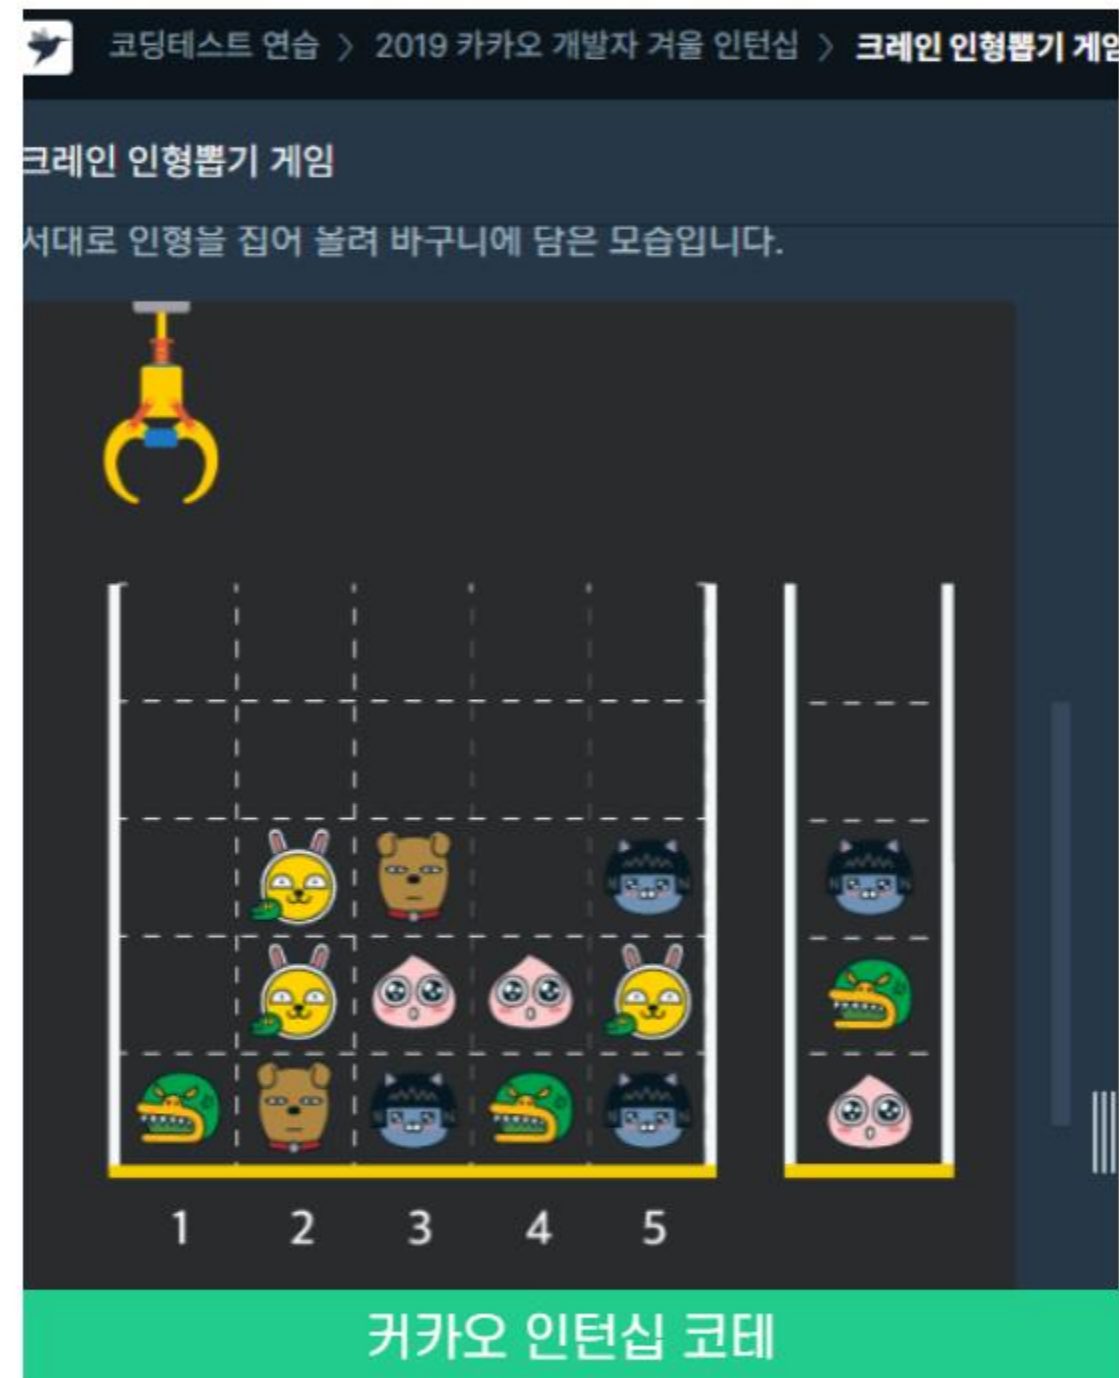 코딩테스트 연습 〉 2019 카카오 개발자 겨울 인턴십 〉 크레인 인형뽑기 게임
크레인 인형뽑기 게임
서대로 인형을 집어 올려 바구니에 담은 모습입니다.
1 2 3 4 5
커카오 인턴십 코테